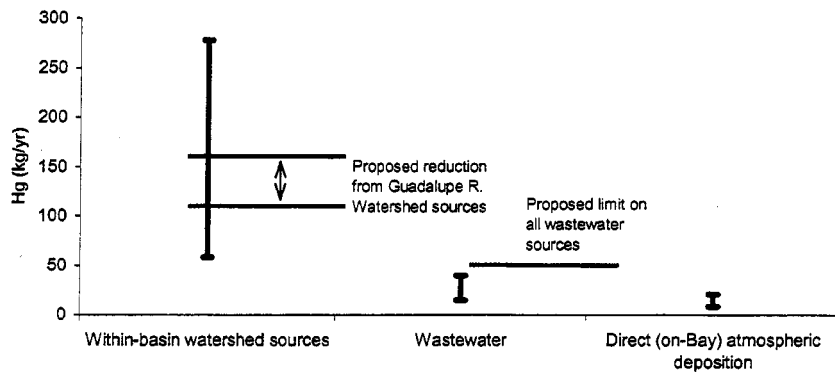 300
250
200
150
100
50
0
Hg (kg/yr)
Proposed reduction
from Guadalupe R.
Watershed sources
Proposed limit on
all wastewater
sources
Within-basin watershed sources
Wastewater
Direct (on-Bay) atmospheric
deposition